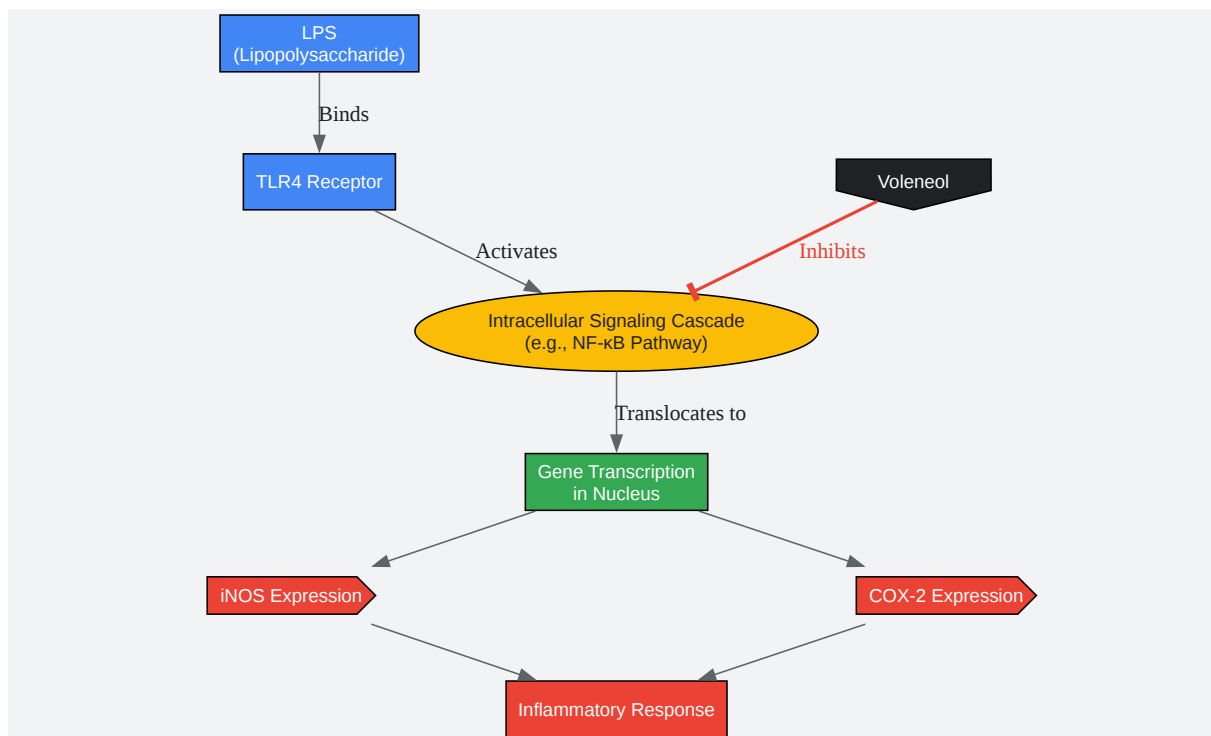 LPS
(Lipopolysaccharide)
Binds
TLR4 Receptor
Voleneol
Activates
Inhibits
Intracellular Signaling Cascade
(e.g., NF-κB Pathway)
Translocates to
Gene Transcription
in Nucleus
iNOS Expression
COX-2 Expression
Inflammatory Response